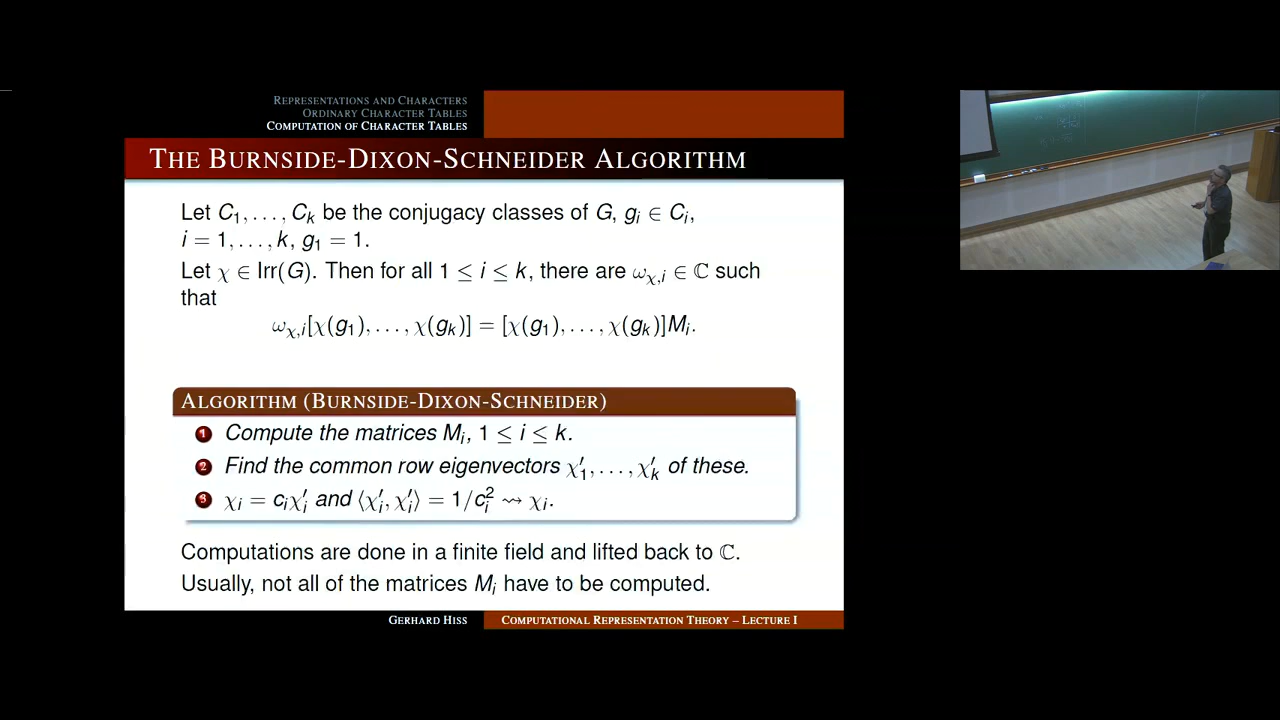 REPRESENTATIONS AND CHARACTERS
ORDINARY CHARACTER TABLES
COMPUTATION OF CHARACTER TABLES
THE BURNSIDE-DIXON-SCHNEIDER ALGORITHM
Let C₁, . . . , Cₖ be the conjugacy classes of G, gᵢ ∈ Cᵢ,
i = 1, . . . , k, g₁ = 1.
Let χ ∈ Irr(G). Then for all 1 ≤ i ≤ k, there are ω_{χ,i} ∈ ℂ such
that
ω_{χ,i}[χ(g₁), . . . , χ(gₖ)] = [χ(g₁), . . . , χ(gₖ)]Mᵢ.
ALGORITHM (BURNSIDE-DIXON-SCHNEIDER)
1 Compute the matrices Mᵢ, 1 ≤ i ≤ k.
2 Find the common row eigenvectors χ′₁, . . . , χ′ₖ of these.
3 χᵢ = cᵢχ′ᵢ and ⟨χ′ᵢ, χ′ᵢ⟩ = 1/cᵢ² ⇝ χᵢ.
Computations are done in a finite field and lifted back to ℂ.
Usually, not all of the matrices Mᵢ have to be computed.
GERHARD HISS
COMPUTATIONAL REPRESENTATION THEORY – LECTURE I